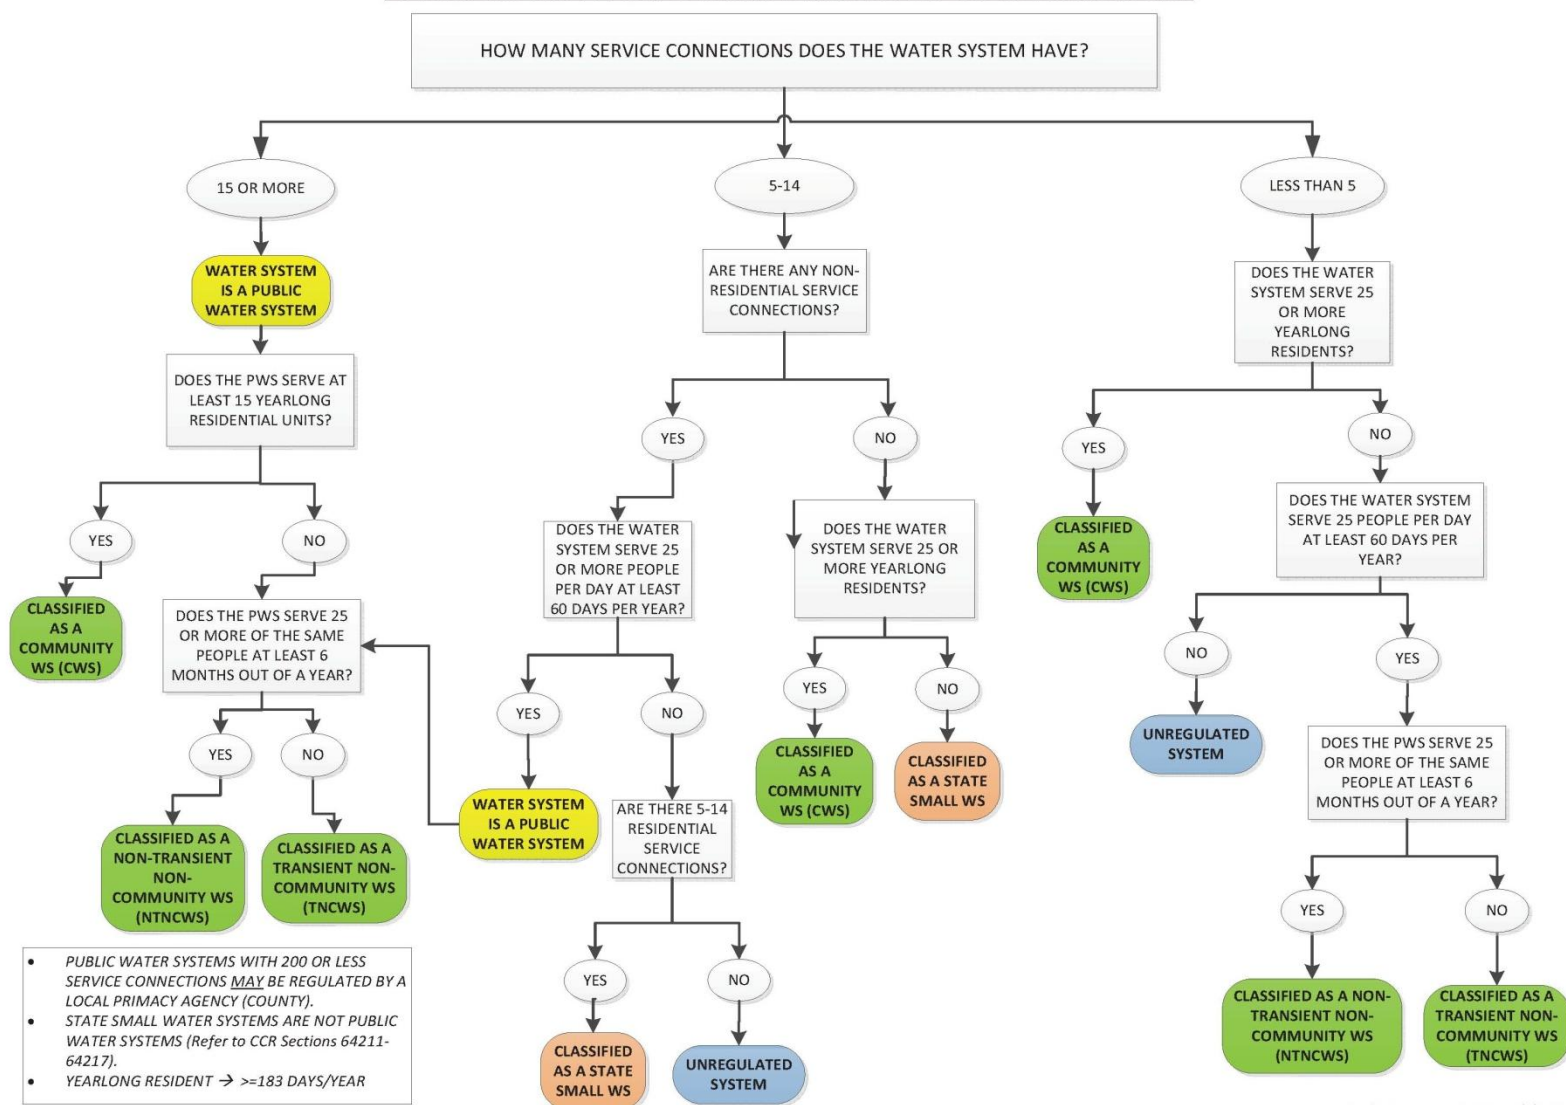 HOW MANY SERVICE CONNECTIONS DOES THE WATER SYSTEM HAVE?
15 OR MORE
WATER SYSTEM
IS A PUBLIC
WATER SYSTEM
DOES THE PWS SERVE AT
LEAST 15 YEARLONG
RESIDENTIAL UNITS?
YES
NO
CLASSIFIED
AS A
COMMUNITY
WS (CWS)
DOES THE PWS SERVE 25
OR MORE OF THE SAME
PEOPLE AT LEAST 6
MONTHS OUT OF A YEAR?
YES
NO
CLASSIFIED AS A
NON-TRANSIENT
NON-
COMMUNITY WS
(NTNCWS)
CLASSIFIED AS A
TRANSIENT NON-
COMMUNITY WS
(TNCWS)
5-14
ARE THERE ANY NON-
RESIDENTIAL SERVICE
CONNECTIONS?
YES
NO
DOES THE WATER
SYSTEM SERVE 25
OR MORE PEOPLE
PER DAY AT LEAST
60 DAYS PER YEAR?
YES
NO
WATER SYSTEM
IS A PUBLIC
WATER SYSTEM
ARE THERE 5-14
RESIDENTIAL
SERVICE
CONNECTIONS?
YES
NO
CLASSIFIED
AS A STATE
SMALL WS
UNREGULATED
SYSTEM
DOES THE WATER
SYSTEM SERVE 25 OR
MORE YEARLONG
RESIDENTS?
YES
NO
CLASSIFIED
AS A
COMMUNITY
WS (CWS)
CLASSIFIED
AS A STATE
SMALL WS
LESS THAN 5
DOES THE WATER
SYSTEM SERVE 25
OR MORE
YEARLONG
RESIDENTS?
YES
NO
CLASSIFIED
AS A
COMMUNITY
WS (CWS)
DOES THE WATER SYSTEM
SERVE 25 PEOPLE PER DAY
AT LEAST 60 DAYS PER
YEAR?
NO
YES
UNREGULATED
SYSTEM
DOES THE PWS SERVE 25
OR MORE OF THE SAME
PEOPLE AT LEAST 6
MONTHS OUT OF A YEAR?
YES
NO
CLASSIFIED AS A NON-
TRANSIENT NON-
COMMUNITY WS
(NTNCWS)
CLASSIFIED AS A
TRANSIENT NON-
COMMUNITY WS
(TNCWS)
• PUBLIC WATER SYSTEMS WITH 200 OR LESS
SERVICE CONNECTIONS MAY BE REGULATED BY A
LOCAL PRIMACY AGENCY (COUNTY).
• STATE SMALL WATER SYSTEMS ARE NOT PUBLIC
WATER SYSTEMS (Refer to CCR Sections 64211-
64217).
• YEARLONG RESIDENT → >=183 DAYS/YEAR